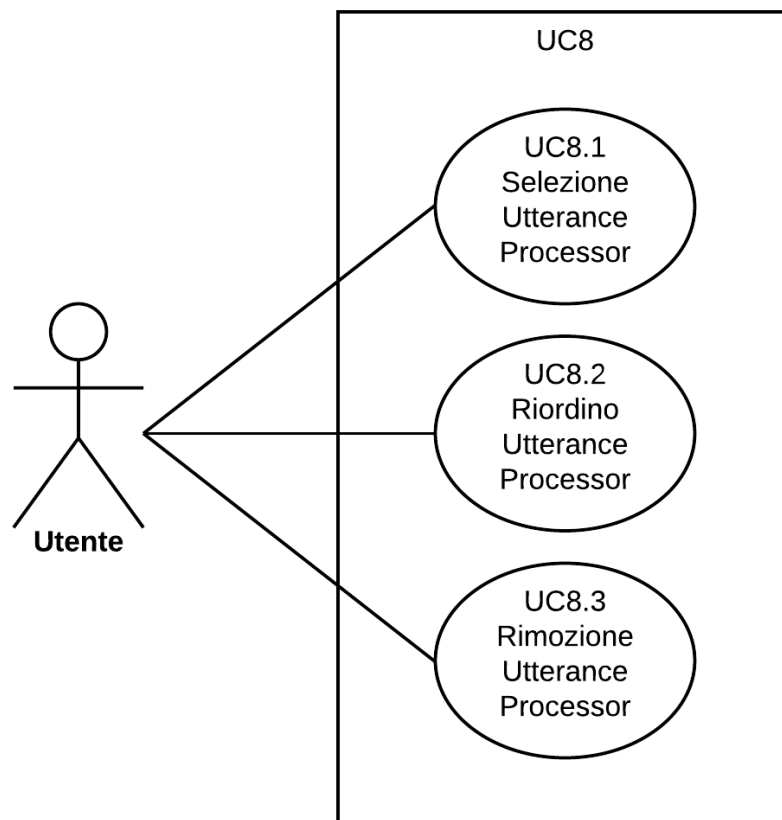 UC8
UC8.1
Selezione
Utterance
Processor
UC8.2
Riordino
Utterance
Processor
Utente
UC8.3
Rimozione
Utterance
Processor